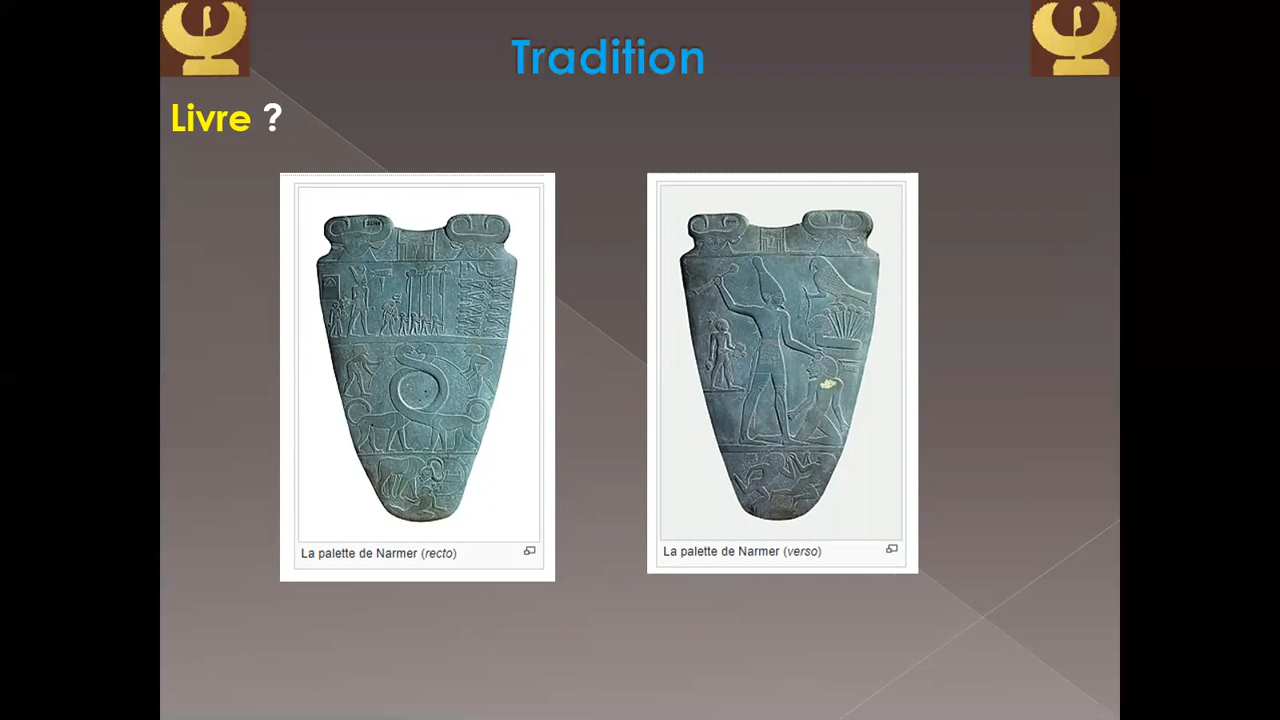 Tradition
Livre ?
La palette de Narmer (recto)
La palette de Narmer (verso)